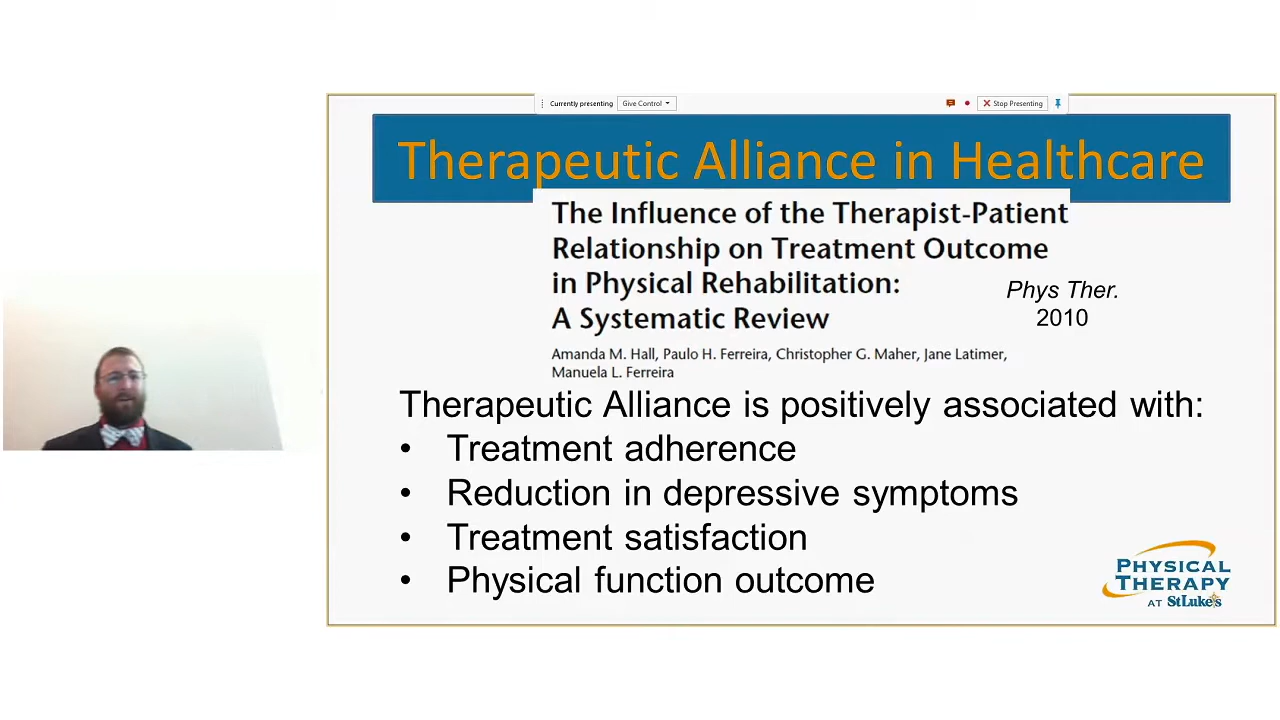 Currently presenting
Give Control
Stop Presenting
Therapeutic Alliance in Healthcare
The Influence of the Therapist-Patient
Relationship on Treatment Outcome
in Physical Rehabilitation:
A Systematic Review
Phys Ther.
2010
Amanda M. Hall, Paulo H. Ferreira, Christopher G. Maher, Jane Latimer,
Manuela L. Ferreira
Therapeutic Alliance is positively associated with:
• Treatment adherence
• Reduction in depressive symptoms
• Treatment satisfaction
• Physical function outcome
PHYSICAL
THERAPY
AT StLuke's